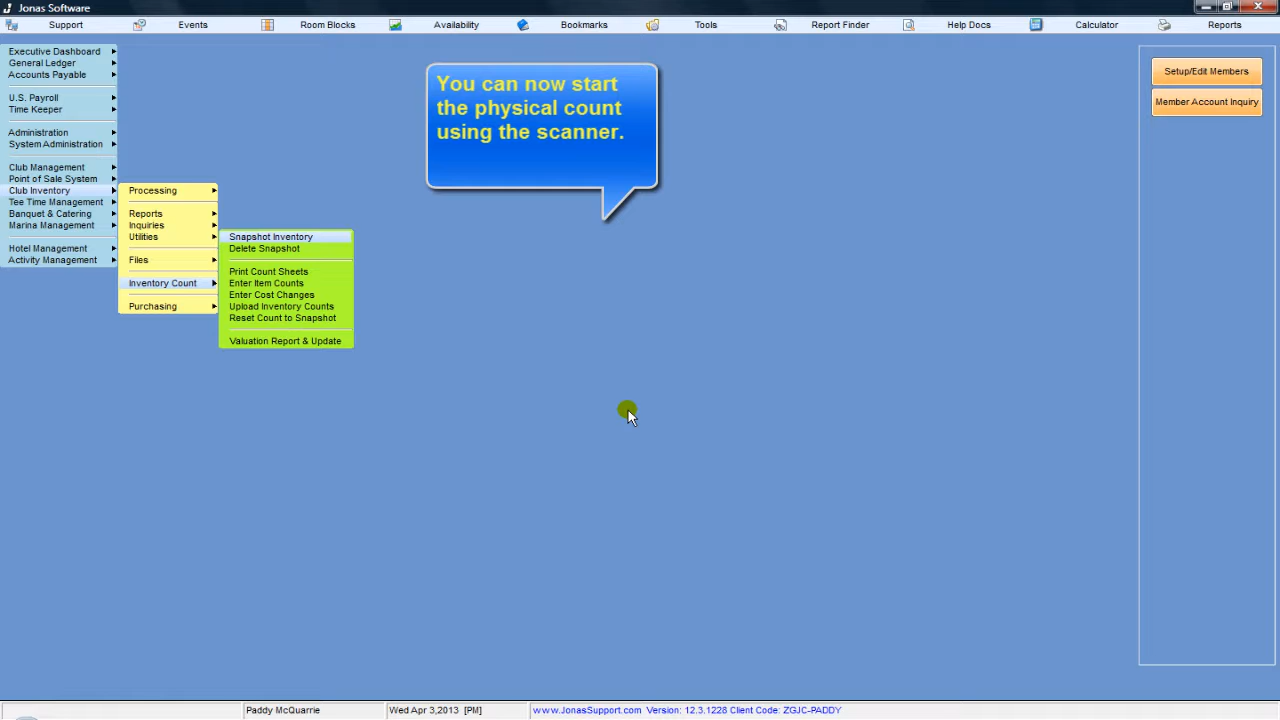 Jonas Software
Support Events Room Blocks Availability Bookmarks Tools Report Finder Help Docs Calculator Reports
Executive Dashboard
General Ledger
Accounts Payable
U.S. Payroll
Time Keeper
Administration
System Administration
Club Management
Point of Sale System
Club Inventory
Tee Time Management
Banquet & Catering
Marina Management
Hotel Management
Activity Management
Processing
Reports
Inquiries
Utilities
Files
Inventory Count
Purchasing
Snapshot Inventory
Delete Snapshot
Print Count Sheets
Enter Item Counts
Enter Cost Changes
Upload Inventory Counts
Reset Count to Snapshot
Valuation Report & Update
You can now start
the physical count
using the scanner.
Setup/Edit Members
Member Account Inquiry
Paddy McQuarrie Wed Apr 3,2013 [PM] www.JonasSupport.com Version: 12.3.1228 Client Code: ZGJC-PADDY